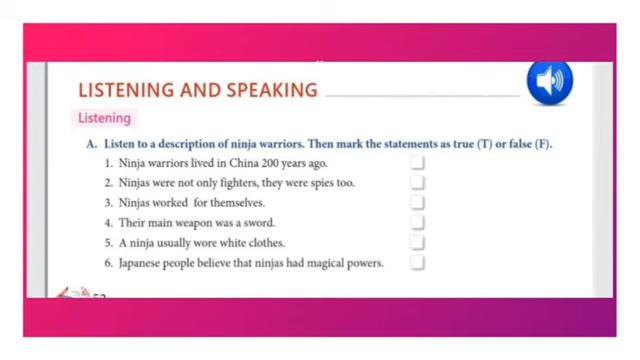 LISTENING AND SPEAKING
Listening
A. Listen to a description of ninja warriors. Then mark the statements as true (T) or false (F).
1. Ninja warriors lived in China 200 years ago.
2. Ninjas were not only fighters, they were spies too.
3. Ninjas worked for themselves.
4. Their main weapon was a sword.
5. A ninja usually wore white clothes.
6. Japanese people believe that ninjas had magical powers.